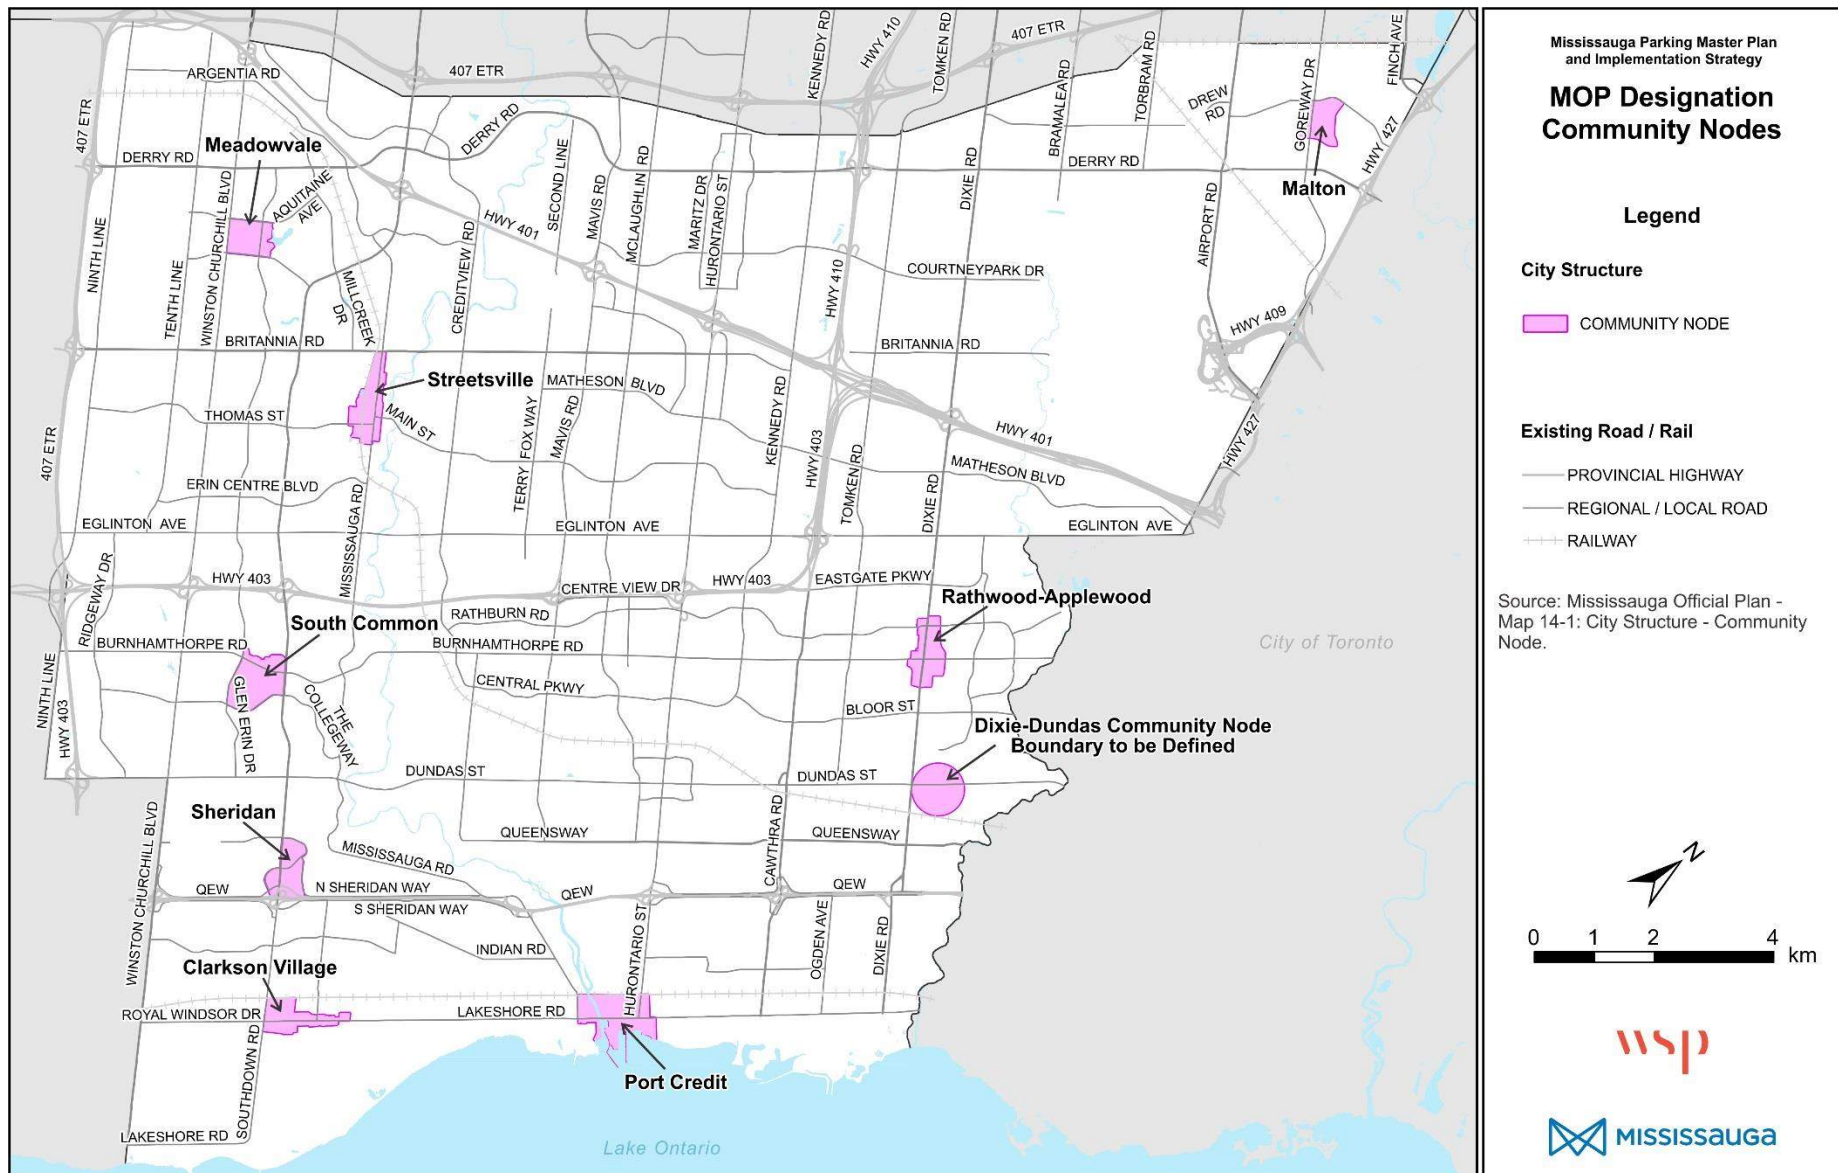 KENNEDY RD
HWY 410
407 ETR
TOMKEN RD
FINCH AVE
ARGENTIA RD
407 ETR
BRAMALEA RD
TORBRAM RD
GOREWAY DR
DREW
RD
407 ETR
DERRY RD
HWY 427
Meadowvale
DERRY RD
SECOND LINE
MAVIS RD
MCLAUGHLIN RD
MARITZ DR
HURONTARIO ST
DIXIE RD
DERRY RD
Malton
AQUITAINE
AVE
WINSTON CHURCHILL BLVD
NINTH LINE
TENTH LINE
HWY 401
CREDITVIEW RD
AIRPORT RD
COURTNEYPARK DR
HWY 410
MILLCREEK
DR
HWY 409
BRITANNIA RD
BRITANNIA RD
Streetsville
MATHESON BLVD
THOMAS ST
MAIN ST
TERRY FOX WAY
MAVIS RD
KENNEDY RD
HWY 403
TOMKEN RD
HWY 401
HWY 427
407 ETR
MATHESON BLVD
ERIN CENTRE BLVD
MISSISSAUGA RD
DIXIE RD
EGLINTON AVE
EGLINTON AVE
EGLINTON AVE
RIDGEWAY DR
HWY 403
CENTRE VIEW DR
HWY 403
EASTGATE PKWY
Rathwood-Applewood
RATHBURN RD
South Common
BURNHAMTHORPE RD
BURNHAMTHORPE RD
City of Toronto
NINTH LINE
HWY 403
GLEN ERIN DR
THE
COLLEGEWAY
CENTRAL PKWY
BLOOR ST
Dixie-Dundas Community Node
Boundary to be Defined
DUNDAS ST
DUNDAS ST
Sheridan
WINSTON CHURCHILL BLVD
CAWTHRA RD
QUEENSWAY
QUEENSWAY
MISSISSAUGA RD
QEW
N SHERIDAN WAY
QEW
QEW
S SHERIDAN WAY
INDIAN RD
HURONTARIO ST
OGDEN AVE
DIXIE RD
Clarkson Village
ROYAL WINDSOR DR
LAKESHORE RD
SOUTHDOWN RD
Port Credit
LAKESHORE RD
Lake Ontario
Mississauga Parking Master Plan
and Implementation Strategy
MOP Designation
Community Nodes
Legend
City Structure
COMMUNITY NODE
Existing Road / Rail
PROVINCIAL HIGHWAY
REGIONAL / LOCAL ROAD
RAILWAY
Source: Mississauga Official Plan -
Map 14-1: City Structure - Community
Node.
N
0 1 2 4
km
wsp
MISSISSAUGA